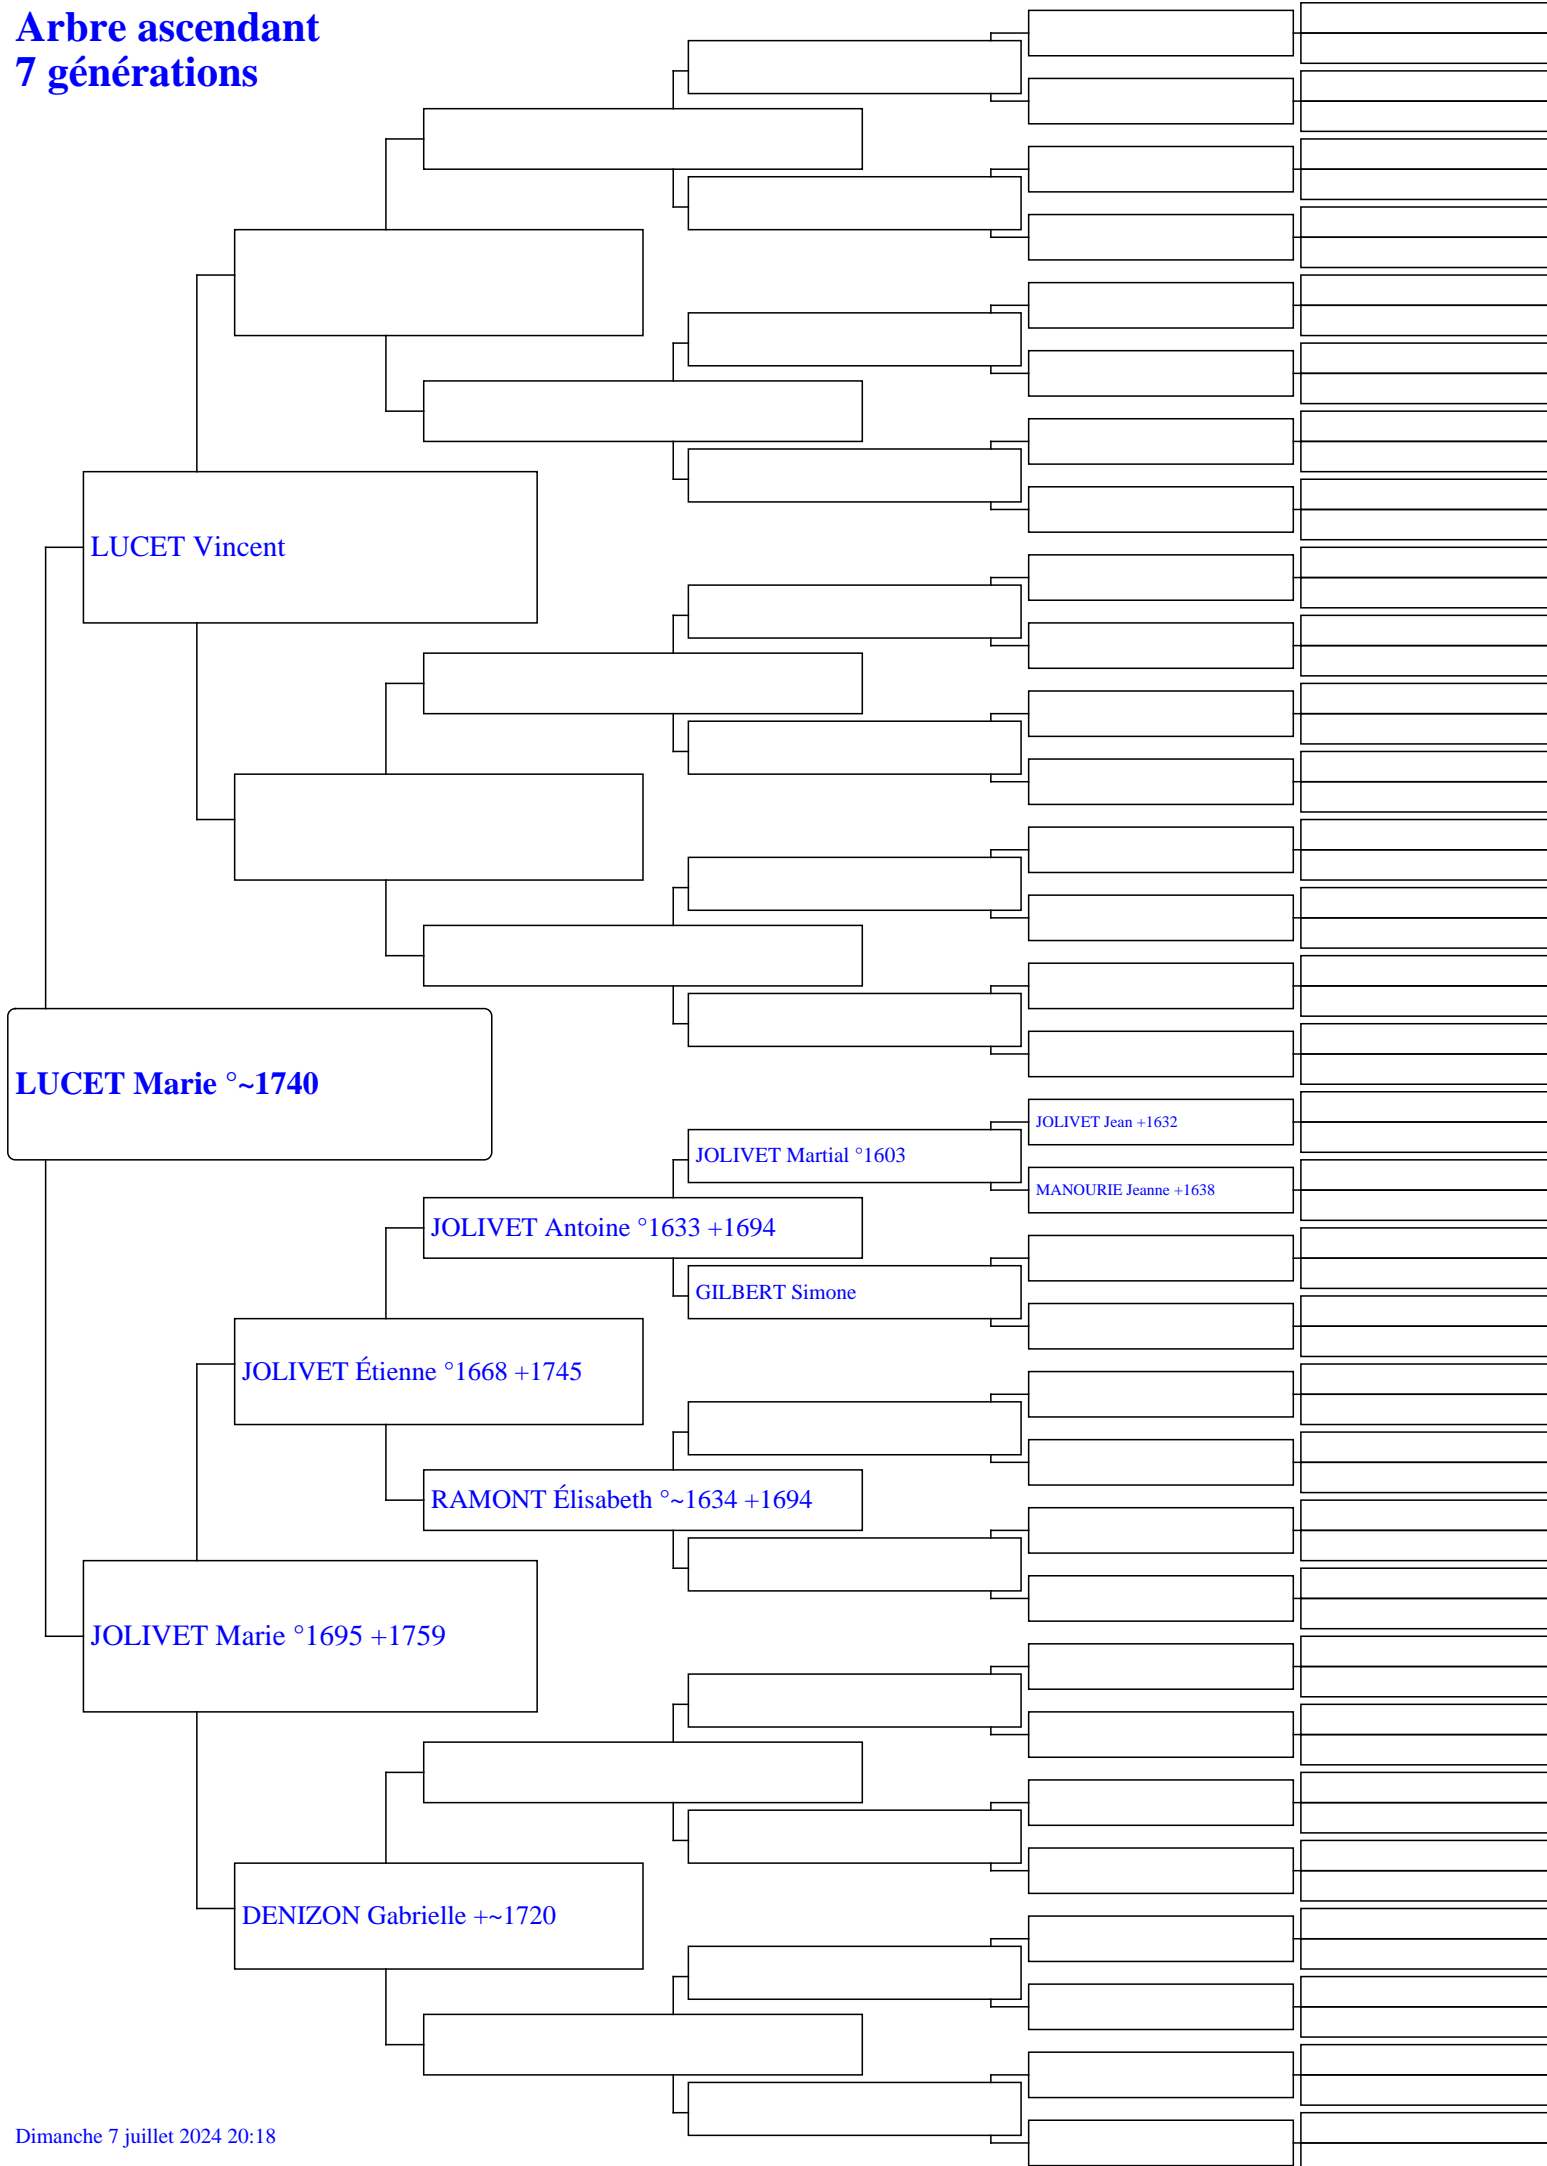 Arbre ascendant
7 générations
LUCET Vincent
LUCET Marie °~1740
JOLIVET Jean +1632
JOLIVET Martial °1603
MANOURIE Jeanne +1638
JOLIVET Antoine °1633 +1694
GILBERT Simone
JOLIVET Étienne °1668 +1745
RAMONT Élisabeth °~1634 +1694
JOLIVET Marie °1695 +1759
DENIZON Gabrielle +~1720
Dimanche 7 juillet 2024 20:18